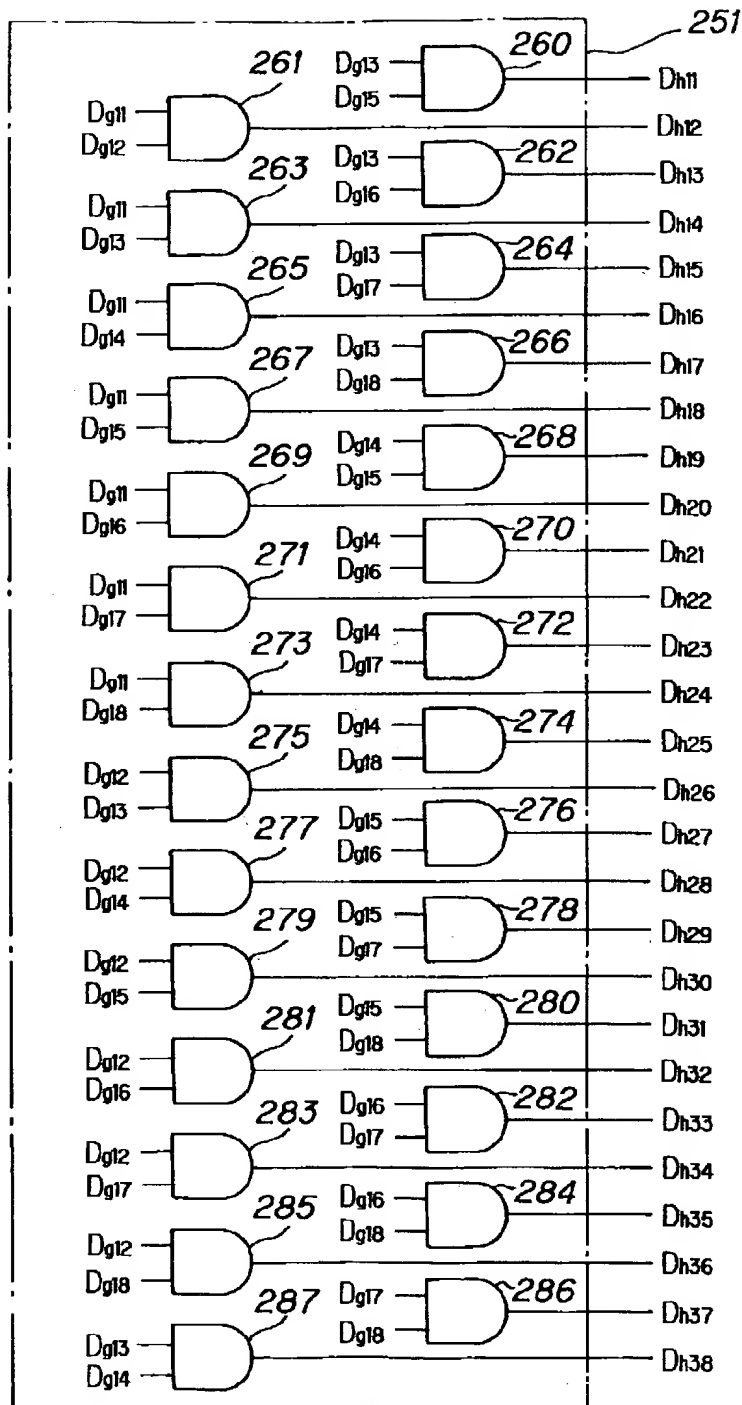 251
260
Dg13
Dg15
Dh11
261
Dg11
Dg12
Dh12
262
Dg13
Dg16
Dh13
263
Dg11
Dg13
Dh14
264
Dg13
Dg17
Dh15
265
Dg11
Dg14
Dh16
266
Dg13
Dg18
Dh17
267
Dg11
Dg15
Dh18
268
Dg14
Dg15
Dh19
269
Dg11
Dg16
Dh20
270
Dg14
Dg16
Dh21
271
Dg11
Dg17
Dh22
272
Dg14
Dg17
Dh23
273
Dg11
Dg18
Dh24
274
Dg14
Dg18
Dh25
275
Dg12
Dg13
Dh26
276
Dg15
Dg16
Dh27
277
Dg12
Dg14
Dh28
278
Dg15
Dg17
Dh29
279
Dg12
Dg15
Dh30
280
Dg15
Dg18
Dh31
281
Dg12
Dg16
Dh32
282
Dg16
Dg17
Dh33
283
Dg12
Dg17
Dh34
284
Dg16
Dg18
Dh35
285
Dg12
Dg18
Dh36
286
Dg17
Dg18
Dh37
287
Dg13
Dg14
Dh38